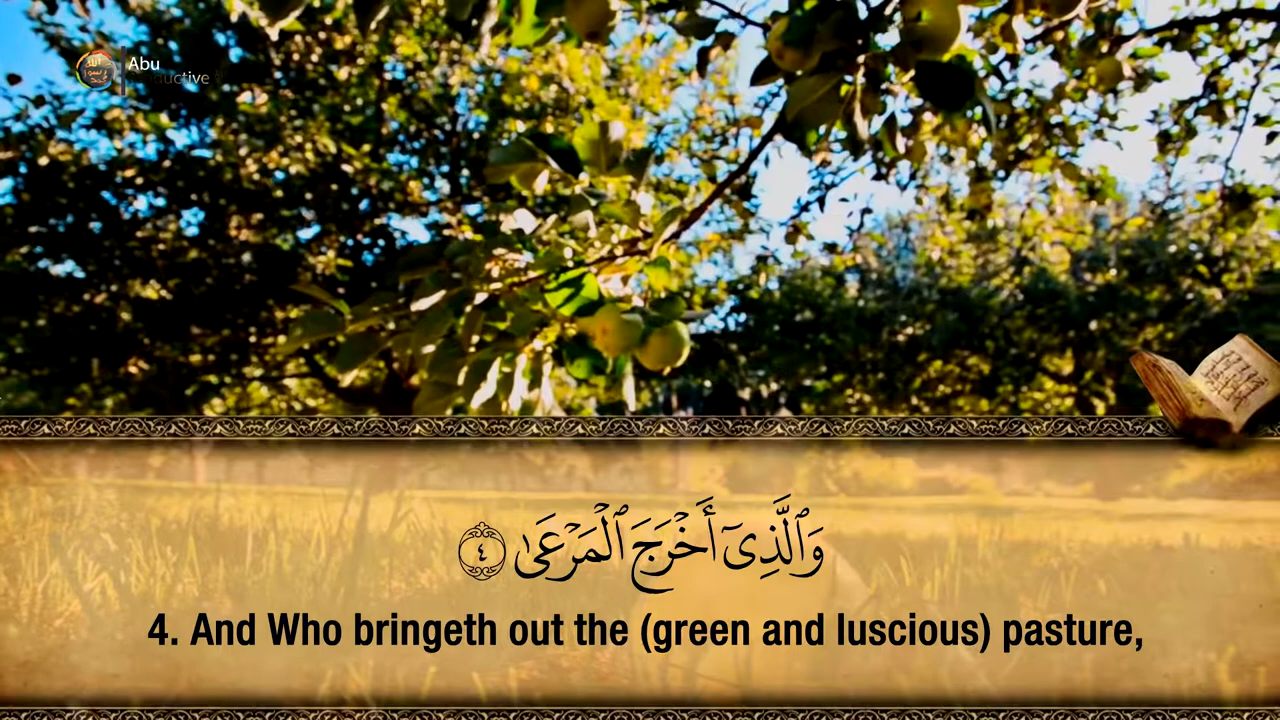 Abu
وَٱلَّذِىٓ أَخْرَجَ ٱلْمَرْعَىٰ ٤
4. And Who bringeth out the (green and luscious) pasture,